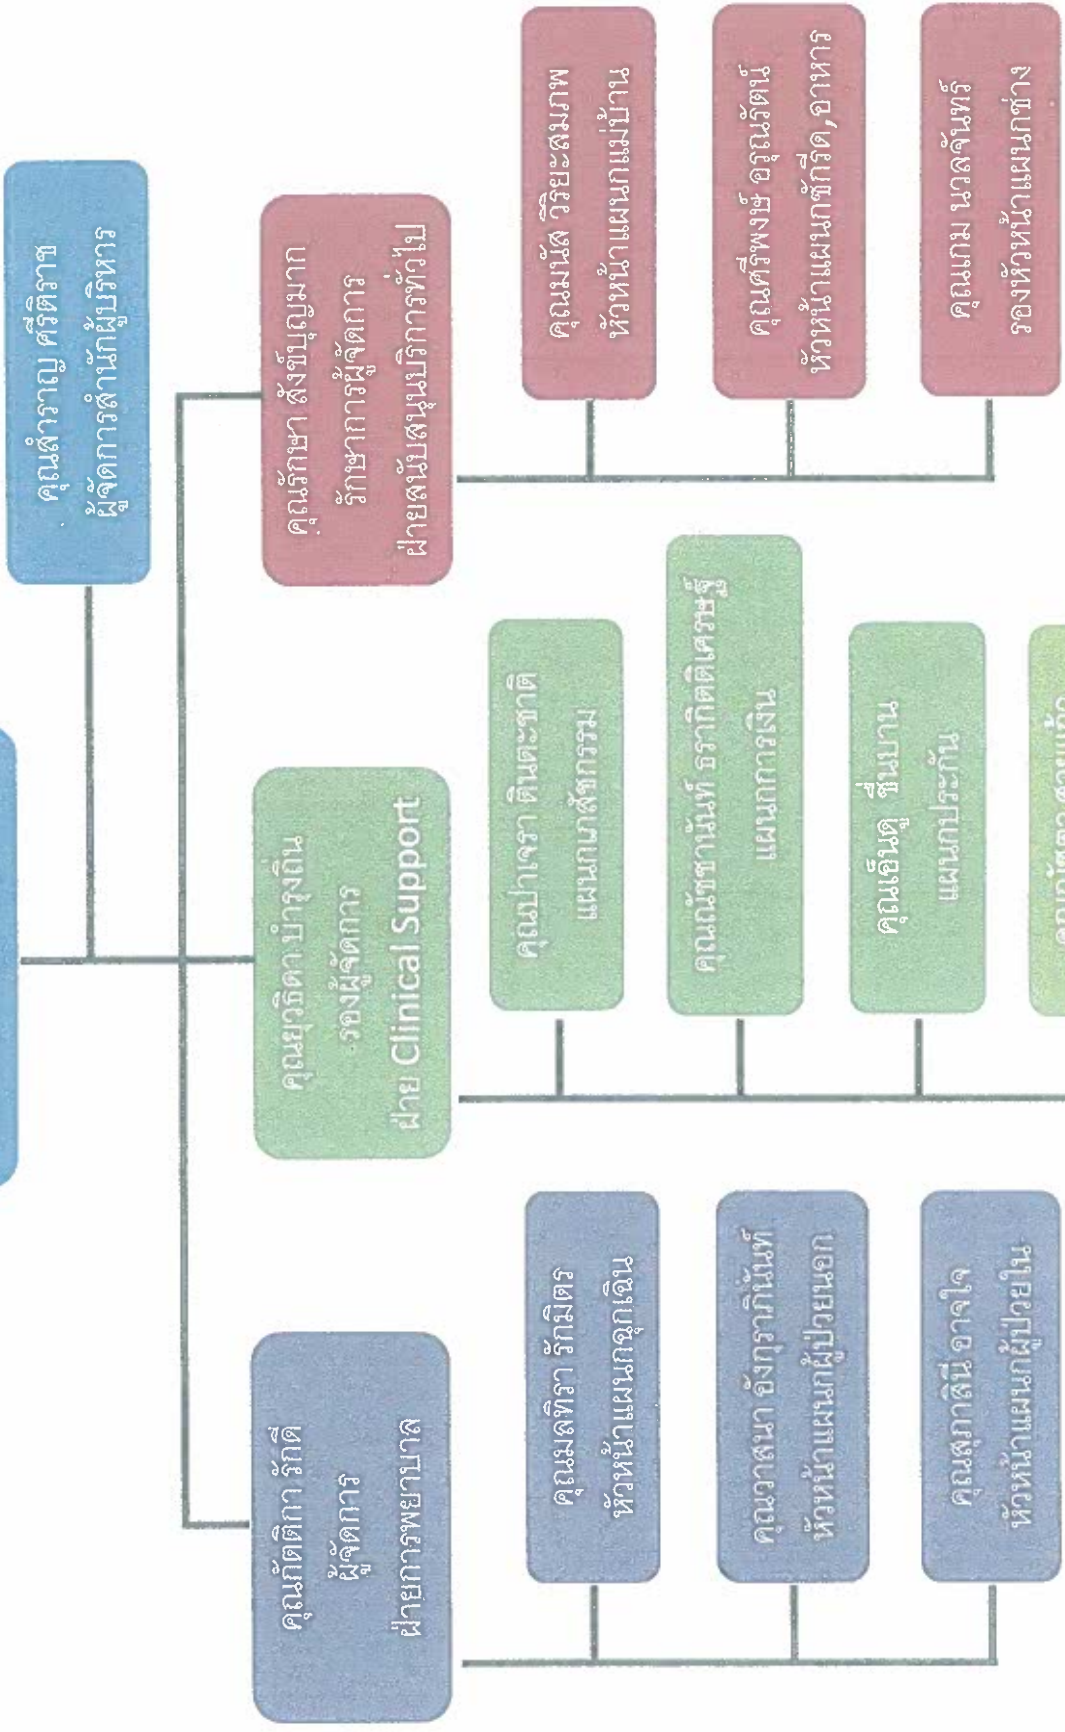 คุณสำราญ ศรีติราช
ผู้จัดการสำนักผู้บริหาร
คุณภัตติกา รักดี
ผู้จัดการ
ฝ่ายการพยาบาล
คุณยุวธิดา บำรุงถิ่น
รองผู้จัดการ
ฝ่าย Clinical Support
คุณรักษา สังข์บุญมาก
รักษาการผู้จัดการ
ฝ่ายสนับสนุนบริการทั่วไป
คุณมลทิรา รักมิตร
หัวหน้าแผนกฉุกเฉิน
คุณวาสนา อังกุราภินันท์
หัวหน้าแผนกผู้ป่วยนอก
คุณสุภาสินี อาจใจ
หัวหน้าแผนกผู้ป่วยใน
คุณปาจรา ตินตะชาติ
แผนกเภสัชกรรม
คุณณัชชานันท์ ธรากิตติเศรษฐ์
แผนกการเงิน
คุณเอ็นดู ชื่นบาน
แผนกประกัน
คุณมนัส วิริยะสมภพ
หัวหน้าแผนกแม่บ้าน
คุณศรีพงษ์ อรุณรัตน์
หัวหน้าแผนกซักรีด,อาหาร
คุณเกม นวลจันทร์
รองหัวหน้าแผนกช่าง